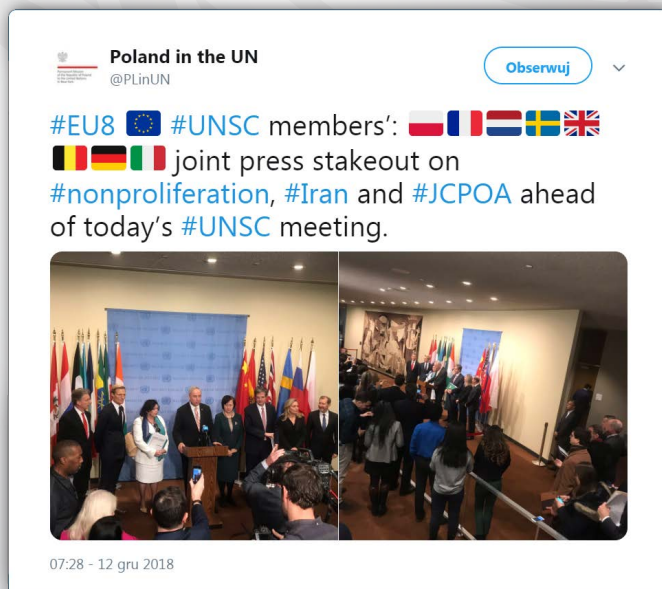 Poland in the UN
@PLinUN
Obserwuj
#EU8 🇪🇺 #UNSC members’: 🇵🇱🇫🇷🇳🇱🇸🇪🇬🇧
🇧🇪🇩🇪🇮🇹 joint press stakeout on
#nonproliferation, #Iran and #JCPOA ahead
of today’s #UNSC meeting.
07:28 - 12 gru 2018